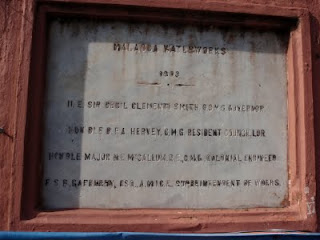 MALACCA WATERWORKS
H.E. SIR CECIL CLEMENTI SMITH G.C.M.G. GOVERNOR
HON'BLE D.F.A. HERVEY, C.M.G. RESIDENT COUNCILLOR
HON'BLE MAJOR H.E. McCALLUM R.E., C.M.G. COLONIAL ENGINEER
ESQ., A.M.I.C.E. SUPERINTENDENT OF WORKS.